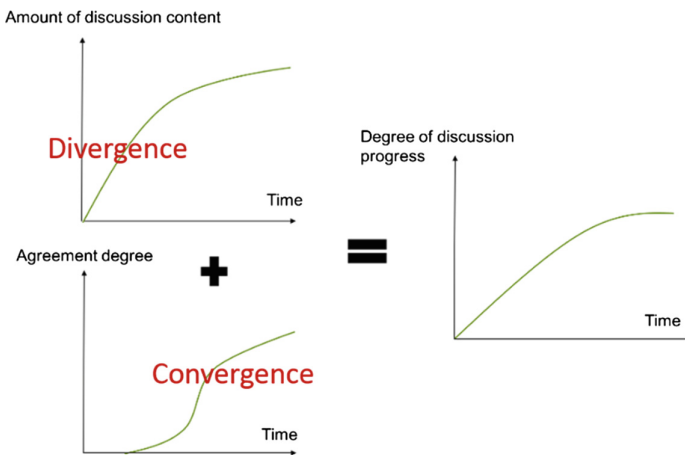 Amount of discussion content
Divergence
Time
Agreement degree
+
Convergence
Time
=
Degree of discussion
progress
Time